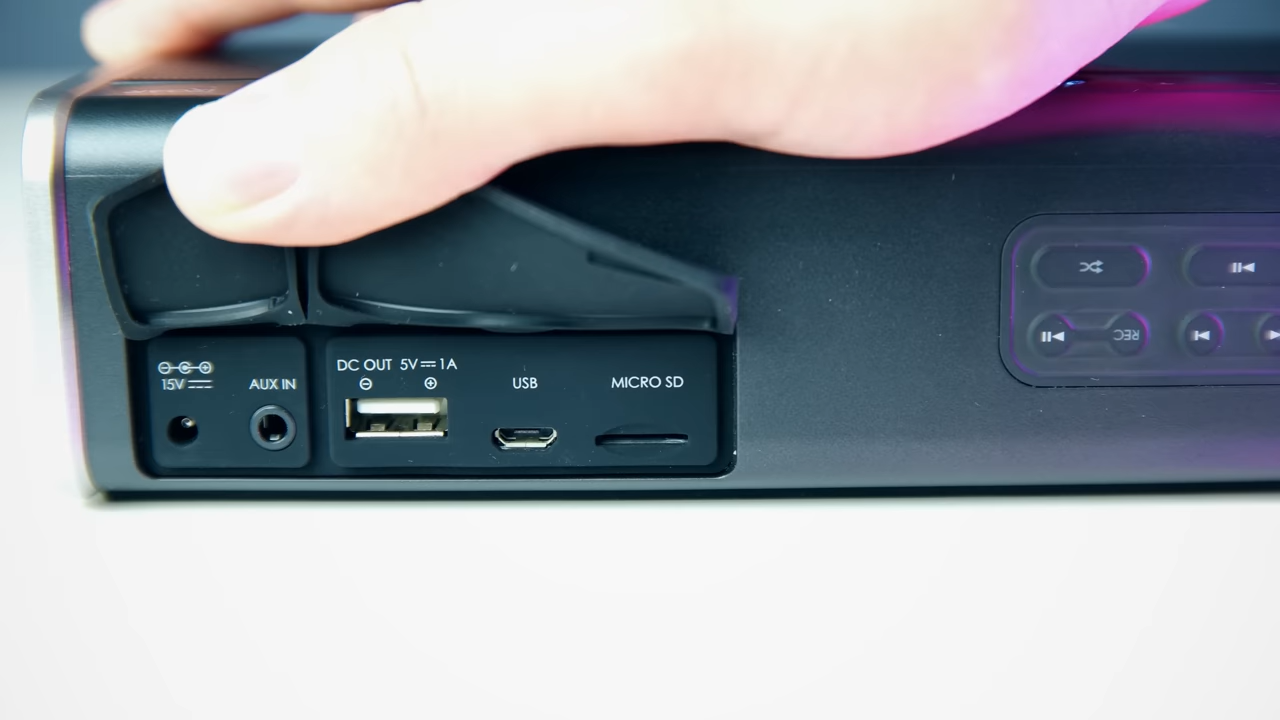 DC OUT 5V⎓1A
15V⎓
AUX IN
⊖
⊕
USB
MICRO SD
REC